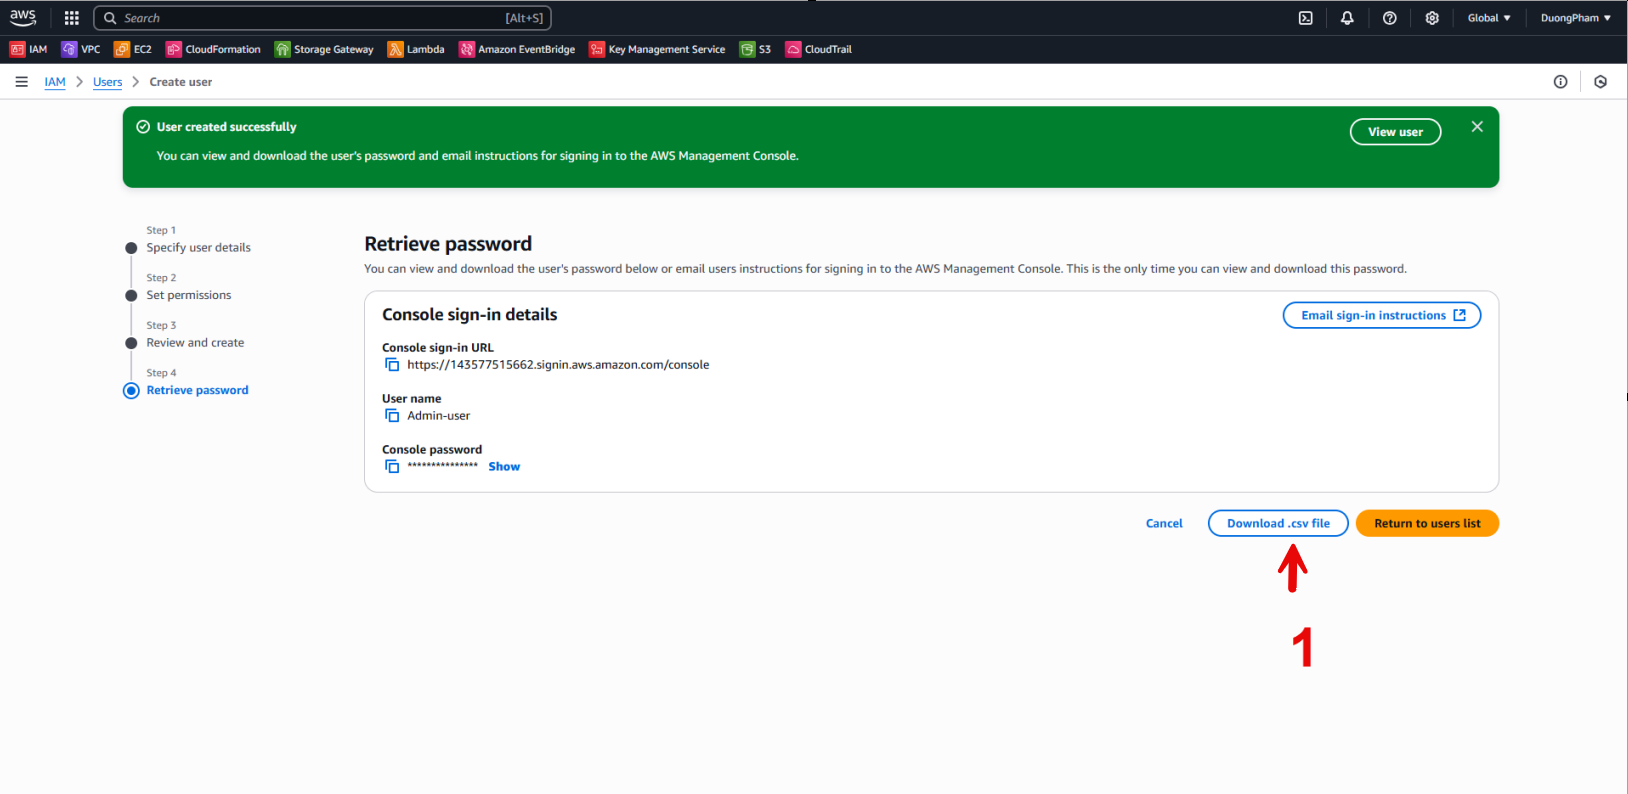 aws Search [Alt+S] Global DuongPham
IAM VPC EC2 CloudFormation Storage Gateway Lambda Amazon EventBridge Key Management Service S3 CloudTrail
IAM Users Create user
User created successfully
View user
You can view and download the user's password and email instructions for signing in to the AWS Management Console.
Step 1
Specify user details
Step 2
Set permissions
Step 3
Review and create
Step 4
Retrieve password
Retrieve password
You can view and download the user's password below or email users instructions for signing in to the AWS Management Console. This is the only time you can view and download this password.
Console sign-in details
Email sign-in instructions
Console sign-in URL
https://143577515662.signin.aws.amazon.com/console
User name
Admin-user
Console password
*************** Show
Cancel Download .csv file Return to users list
1